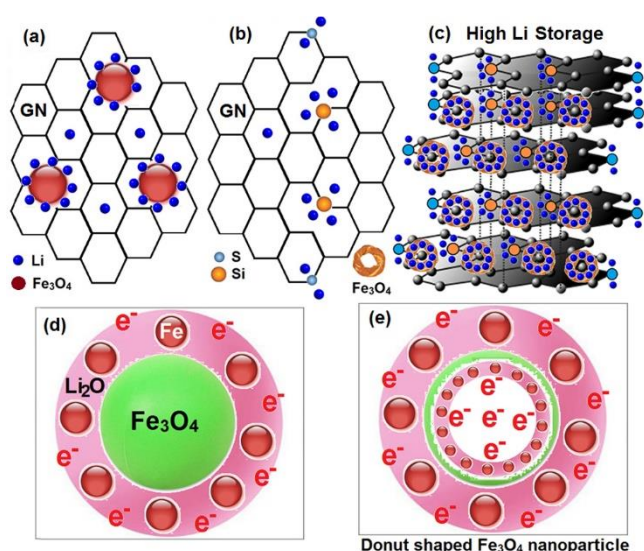 (a)
GN
Li
Fe₃O₄
(b)
GN
S
Si
(c) High Li Storage
Fe₃O₄
(d)
e⁻ e⁻
Fe
e⁻ e⁻
Li₂O
Fe₃O₄
e⁻ e⁻
e⁻ e⁻
(e)
e⁻ e⁻
e⁻ e⁻ e⁻
e⁻ e⁻ e⁻
e⁻
e⁻ e⁻
e⁻ e⁻
Donut shaped Fe₃O₄ nanoparticle